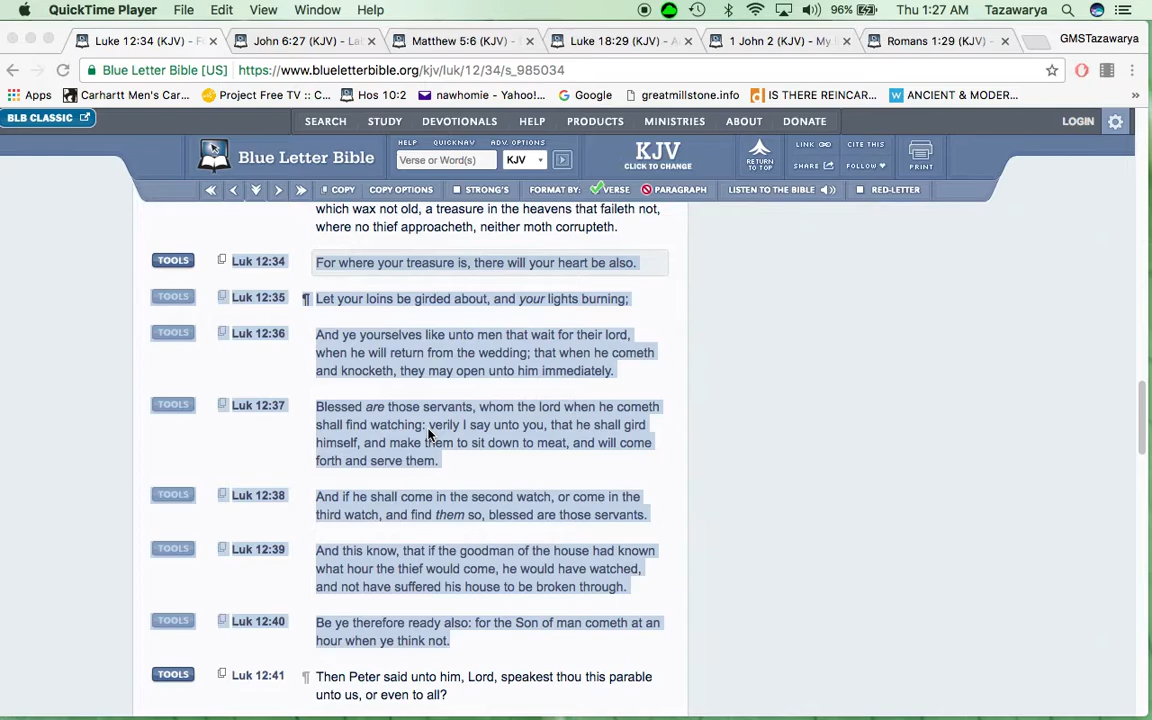 QuickTime Player File Edit View Window Help 96% Thu 1:27 AM Tazawarya
Luke 12:34 (KJV) - F John 6:27 (KJV) - La Matthew 5:6 (KJV) - Luke 18:29 (KJV) - A 1 John 2 (KJV) - My Romans 1:29 (KJV) - GMSTazawarya
Blue Letter Bible [US] https://www.blueletterbible.org/kjv/luk/12/34/s_985034
Apps Carhartt Men's Car... Project Free TV :: C... Hos 10:2 nawhomie - Yahoo!... Google greatmillstone.info IS THERE REINCAR... ANCIENT & MODER... »
BLB CLASSIC SEARCH STUDY DEVOTIONALS HELP PRODUCTS MINISTRIES ABOUT DONATE LOGIN
HELP QUICKNAV ADV. OPTIONS
Blue Letter Bible Verse or Word(s) KJV KJV CLICK TO CHANGE RETURN TO TOP LINK CITE THIS SHARE FOLLOW PRINT
COPY COPY OPTIONS STRONG'S FORMAT BY: VERSE PARAGRAPH LISTEN TO THE BIBLE RED-LETTER
which wax not old, a treasure in the heavens that faileth not,
where no thief approacheth, neither moth corrupteth.
TOOLS Luk 12:34 For where your treasure is, there will your heart be also.
TOOLS Luk 12:35 ¶ Let your loins be girded about, and your lights burning;
TOOLS Luk 12:36 And ye yourselves like unto men that wait for their lord,
when he will return from the wedding; that when he cometh
and knocketh, they may open unto him immediately.
TOOLS Luk 12:37 Blessed are those servants, whom the lord when he cometh
shall find watching: verily I say unto you, that he shall gird
himself, and make them to sit down to meat, and will come
forth and serve them.
TOOLS Luk 12:38 And if he shall come in the second watch, or come in the
third watch, and find them so, blessed are those servants.
TOOLS Luk 12:39 And this know, that if the goodman of the house had known
what hour the thief would come, he would have watched,
and not have suffered his house to be broken through.
TOOLS Luk 12:40 Be ye therefore ready also: for the Son of man cometh at an
hour when ye think not.
TOOLS Luk 12:41 ¶ Then Peter said unto him, Lord, speakest thou this parable
unto us, or even to all?